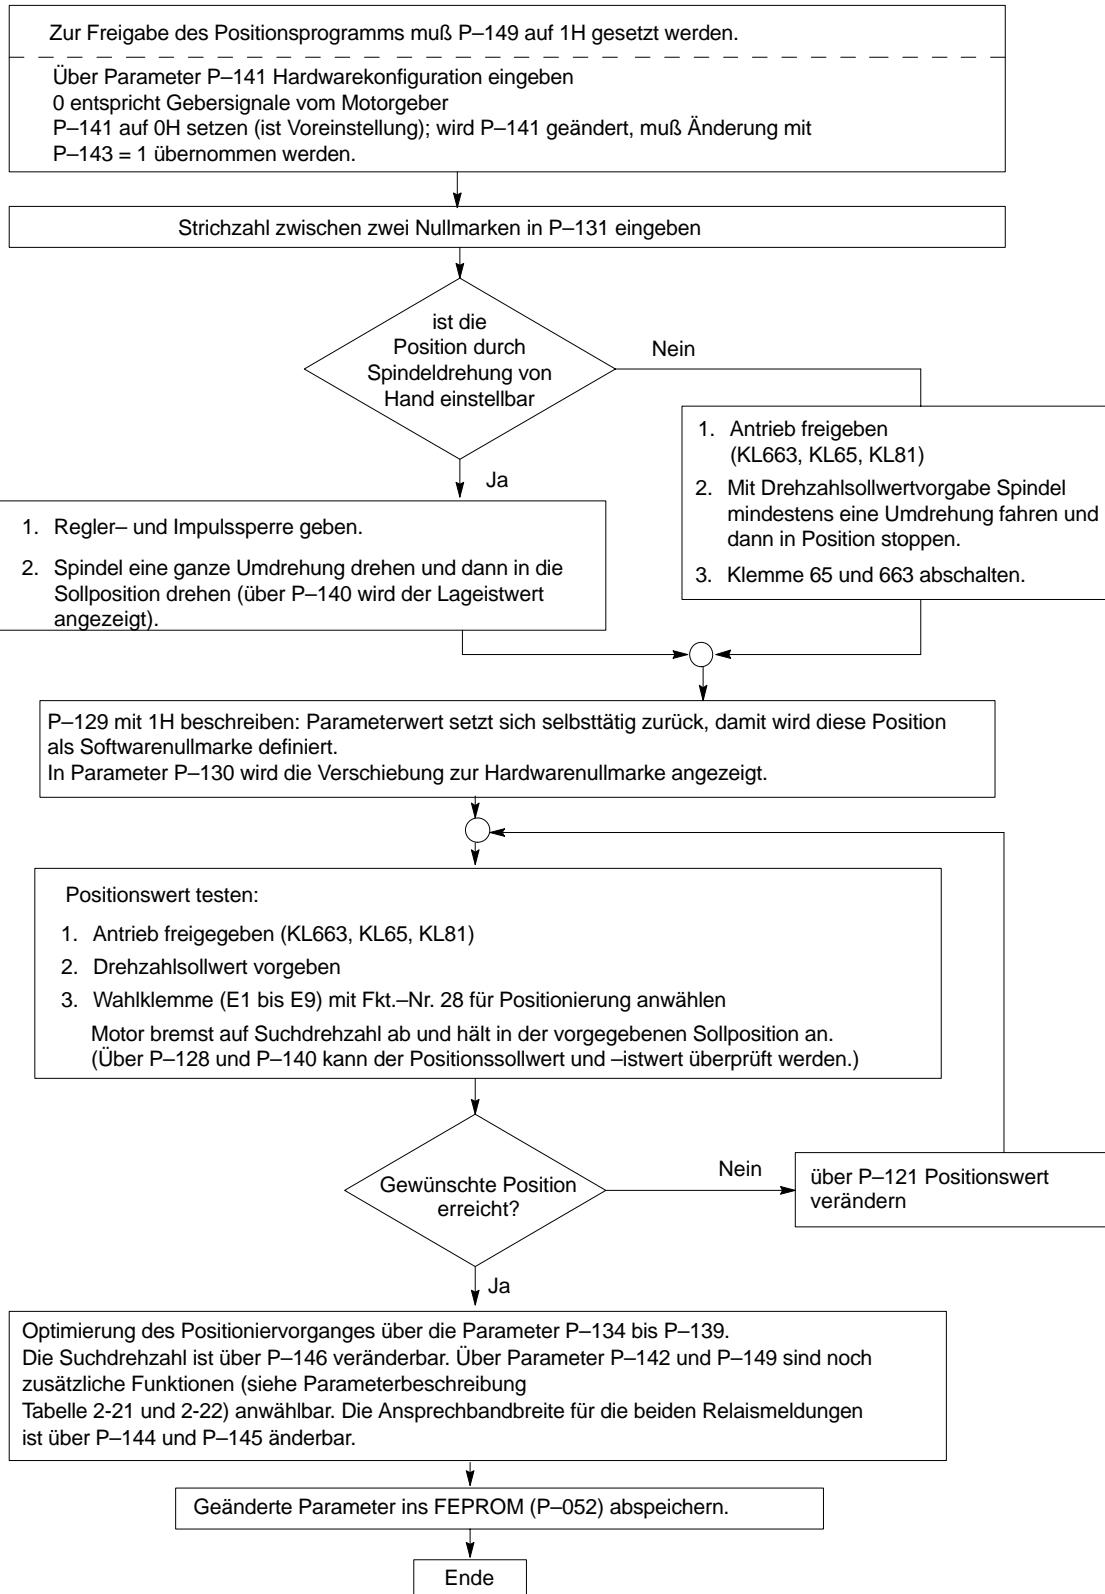 Zur Freigabe des Positionsprogramms muß P–149 auf 1H gesetzt werden.
Über Parameter P–141 Hardwarekonfiguration eingeben
0 entspricht Gebersignale vom Motorgeber
P–141 auf 0H setzen (ist Voreinstellung); wird P–141 geändert, muß Änderung mit
P–143 = 1 übernommen werden.
Strichzahl zwischen zwei Nullmarken in P–131 eingeben
ist die
Position durch
Spindeldrehung von
Hand einstellbar
Nein
Ja
1. Antrieb freigeben
(KL663, KL65, KL81)
2. Mit Drehzahlsollwertvorgabe Spindel
mindestens eine Umdrehung fahren und
dann in Position stoppen.
3. Klemme 65 und 663 abschalten.
1. Regler– und Impulssperre geben.
2. Spindel eine ganze Umdrehung drehen und dann in die
Sollposition drehen (über P–140 wird der Lageistwert
angezeigt).
P–129 mit 1H beschreiben: Parameterwert setzt sich selbsttätig zurück, damit wird diese Position
als Softwarenullmarke definiert.
In Parameter P–130 wird die Verschiebung zur Hardwarenullmarke angezeigt.
Positionswert testen:
1. Antrieb freigegeben (KL663, KL65, KL81)
2. Drehzahlsollwert vorgeben
3. Wahlklemme (E1 bis E9) mit Fkt.–Nr. 28 für Positionierung anwählen
Motor bremst auf Suchdrehzahl ab und hält in der vorgegebenen Sollposition an.
(Über P–128 und P–140 kann der Positionssollwert und –istwert überprüft werden.)
Gewünschte Position
erreicht?
Nein
über P–121 Positionswert
verändern
Ja
Optimierung des Positioniervorganges über die Parameter P–134 bis P–139.
Die Suchdrehzahl ist über P–146 veränderbar. Über Parameter P–142 und P–149 sind noch
zusätzliche Funktionen (siehe Parameterbeschreibung
Tabelle 2-21 und 2-22) anwählbar. Die Ansprechbandbreite für die beiden Relaismeldungen
ist über P–144 und P–145 änderbar.
Geänderte Parameter ins FEPROM (P–052) abspeichern.
Ende